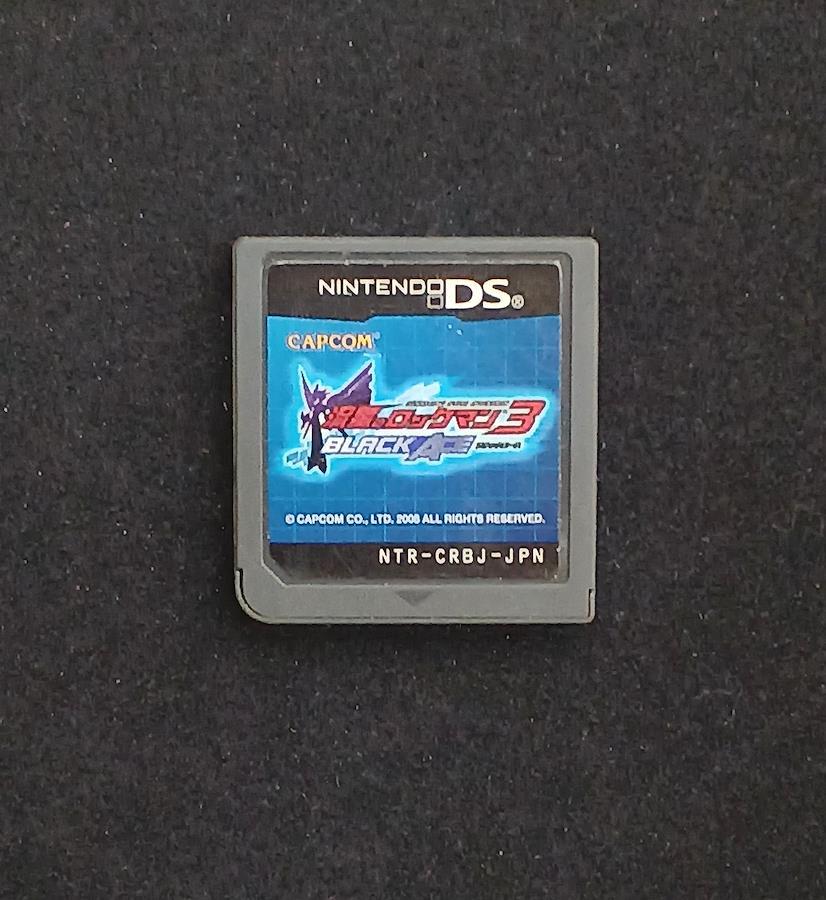 NINTENDO DS®
CAPCOM®
流星のロックマン3
BLACK ACE
© CAPCOM CO., LTD. 2008 ALL RIGHTS RESERVED.
NTR-CRBJ-JPN